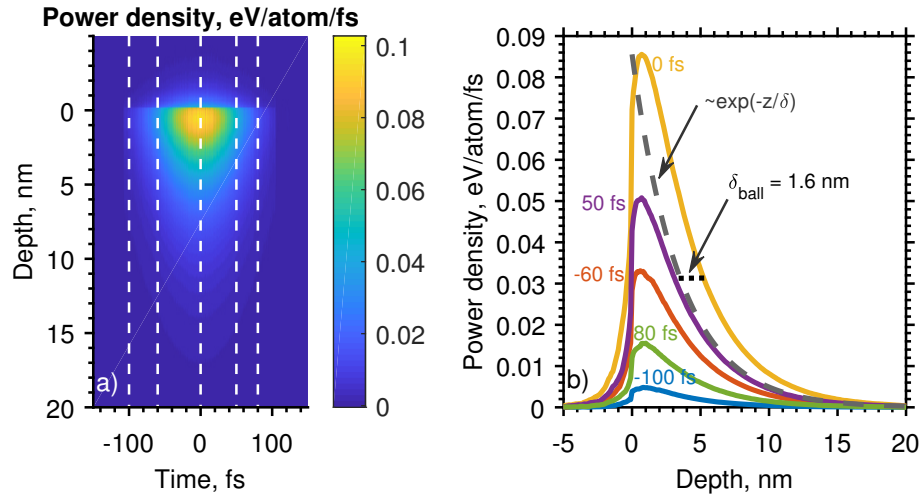 Power density, eV/atom/fs
0
5
10
15
20
Depth, nm
-100
0
100
Time, fs
a)
0.1
0.08
0.06
0.04
0.02
0
0.09
0.08
0.07
0.06
0.05
0.04
0.03
0.02
0.01
0
Power density, eV/atom/fs
0 fs
~exp(-z/δ)
δball = 1.6 nm
50 fs
-60 fs
80 fs
-100 fs
b)
-5
0
5
10
15
20
Depth, nm